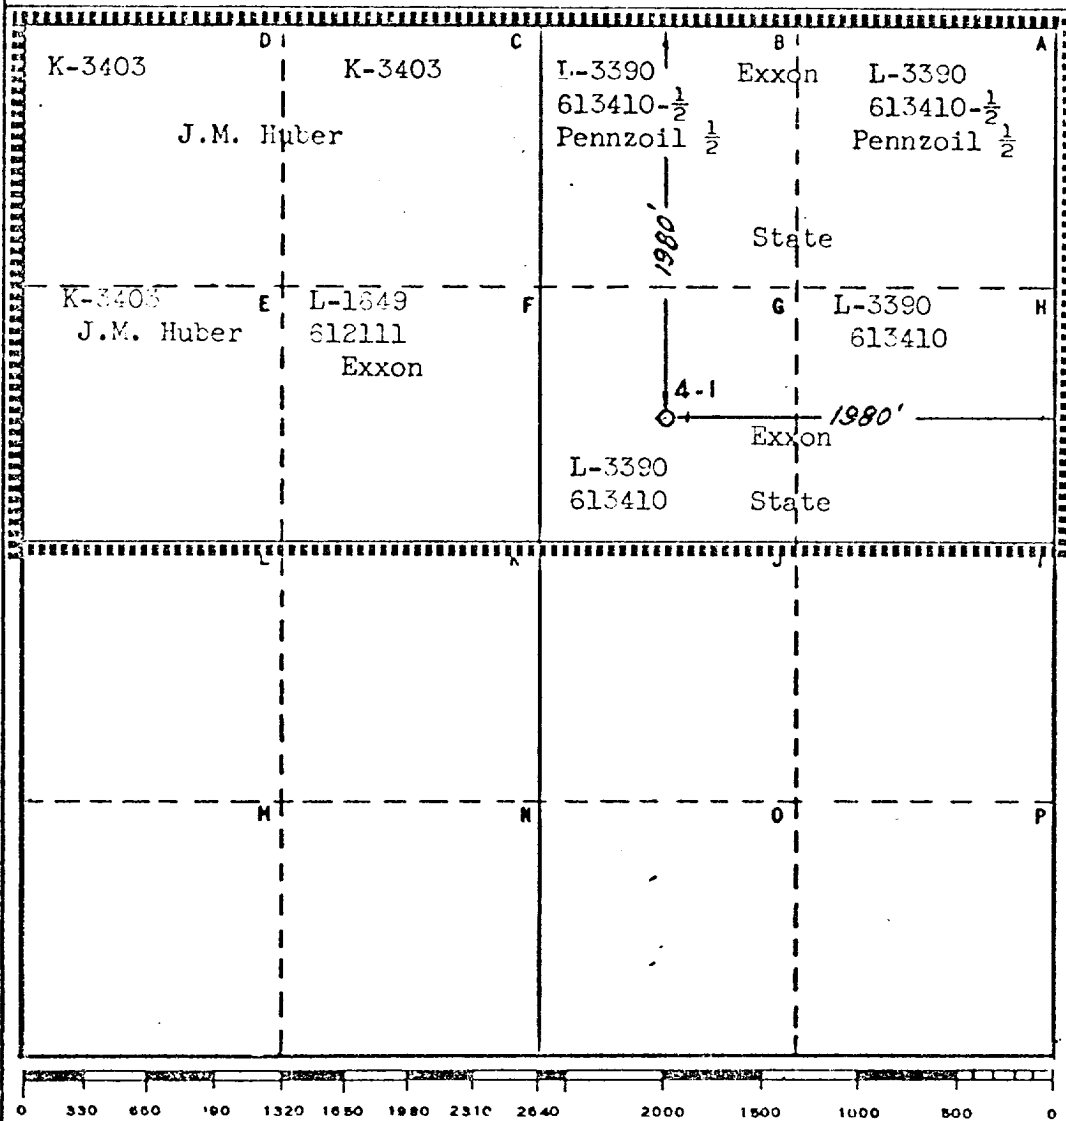 D C B A
K-3403 K-3403 L-3390 Exxon L-3390
613410-½ 613410-½
J.M. Huber Pennzoil ½ Pennzoil ½
1980'
State
K-3403 E L-1649 F G L-3390 H
J.M. Huber 612111 613410
Exxon
4-1
1980'
Exxon
L-3390
613410 State
L K J I
M N O P
0 330 660 190 1320 1650 1980 2310 2640 2000 1500 1000 500 0